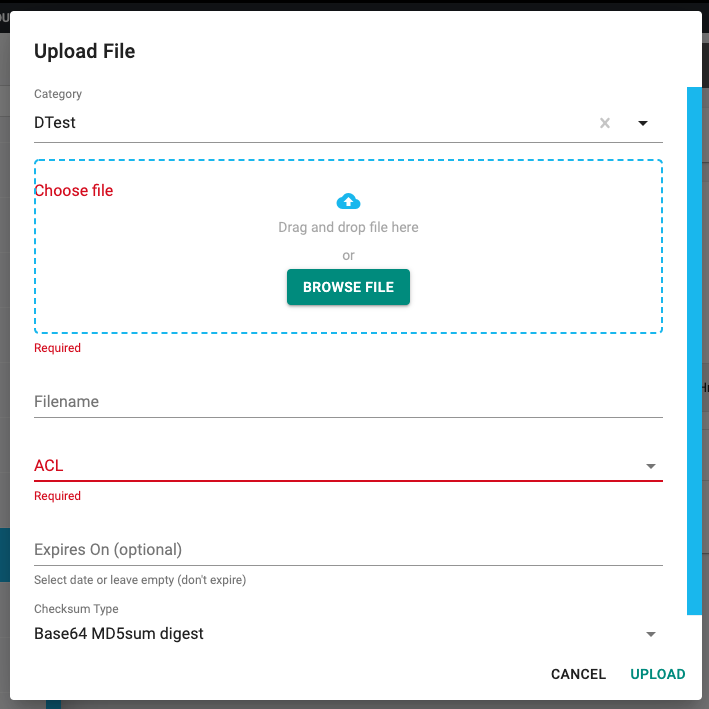 Upload File
Category
DTest
Choose file
Drag and drop file here
or
BROWSE FILE
Required
Filename
ACL
Required
Expires On (optional)
Select date or leave empty (don't expire)
Checksum Type
Base64 MD5sum digest
CANCEL UPLOAD